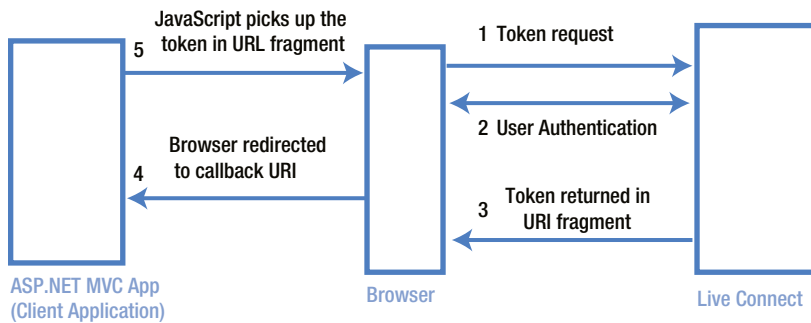 JavaScript picks up the
5 token in URL fragment
1 Token request
2 User Authentication
Browser redirected
4 to callback URI
Token returned in
3 URI fragment
ASP.NET MVC App
(Client Application)
Browser
Live Connect